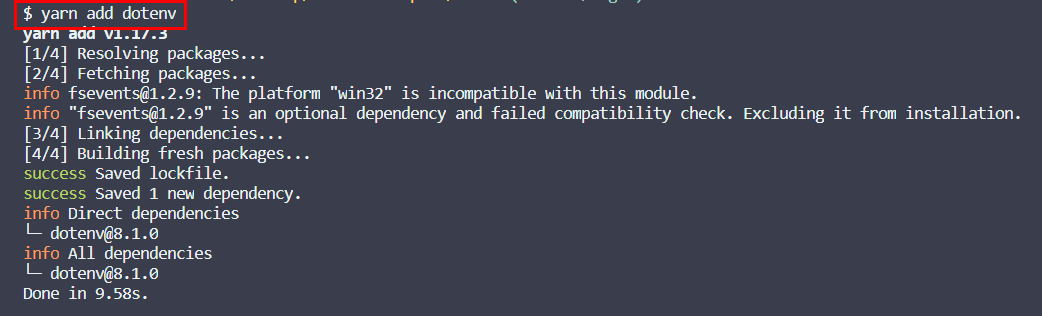 $ yarn add dotenv
yarn add v1.17.3
[1/4] Resolving packages...
[2/4] Fetching packages...
info fsevents@1.2.9: The platform "win32" is incompatible with this module.
info "fsevents@1.2.9" is an optional dependency and failed compatibility check. Excluding it from installation.
[3/4] Linking dependencies...
[4/4] Building fresh packages...
success Saved lockfile.
success Saved 1 new dependency.
info Direct dependencies
└─ dotenv@8.1.0
info All dependencies
└─ dotenv@8.1.0
Done in 9.58s.